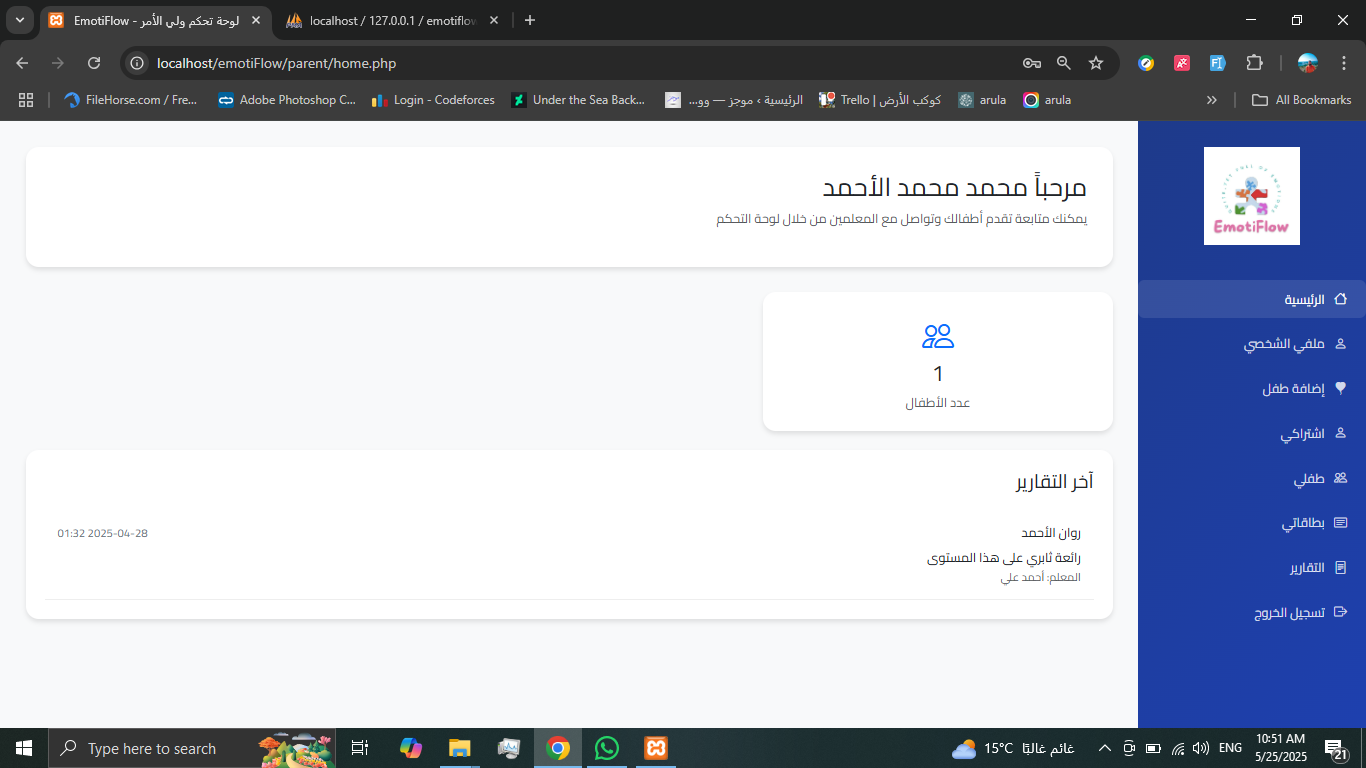 EmotiFlow - لوحة تحكم ولي الأمر
localhost / 127.0.0.1 / emotiflow
localhost/emotiFlow/parent/home.php
FileHorse.com / Fre...
Adobe Photoshop C...
Login - Codeforces
Under the Sea Back...
الرئيسية ‹ موجز — وو...
Trello | كوكب الأرض
arula
arula
»
All Bookmarks
EmotiFlow
الرئيسية
ملفي الشخصي
إضافة طفل
اشتراكي
طفلي
بطاقاتي
التقارير
تسجيل الخروج
مرحباً محمد محمد الأحمد
يمكنك متابعة تقدم أطفالك وتواصل مع المعلمين من خلال لوحة التحكم
1
عدد الأطفال
آخر التقارير
روان الأحمد
01:32 2025-04-28
رائعة ثابري على هذا المستوى
المعلم: أحمد علي
Type here to search
15°C غائم غالبًا
ENG
10:51 AM
5/25/2025
21